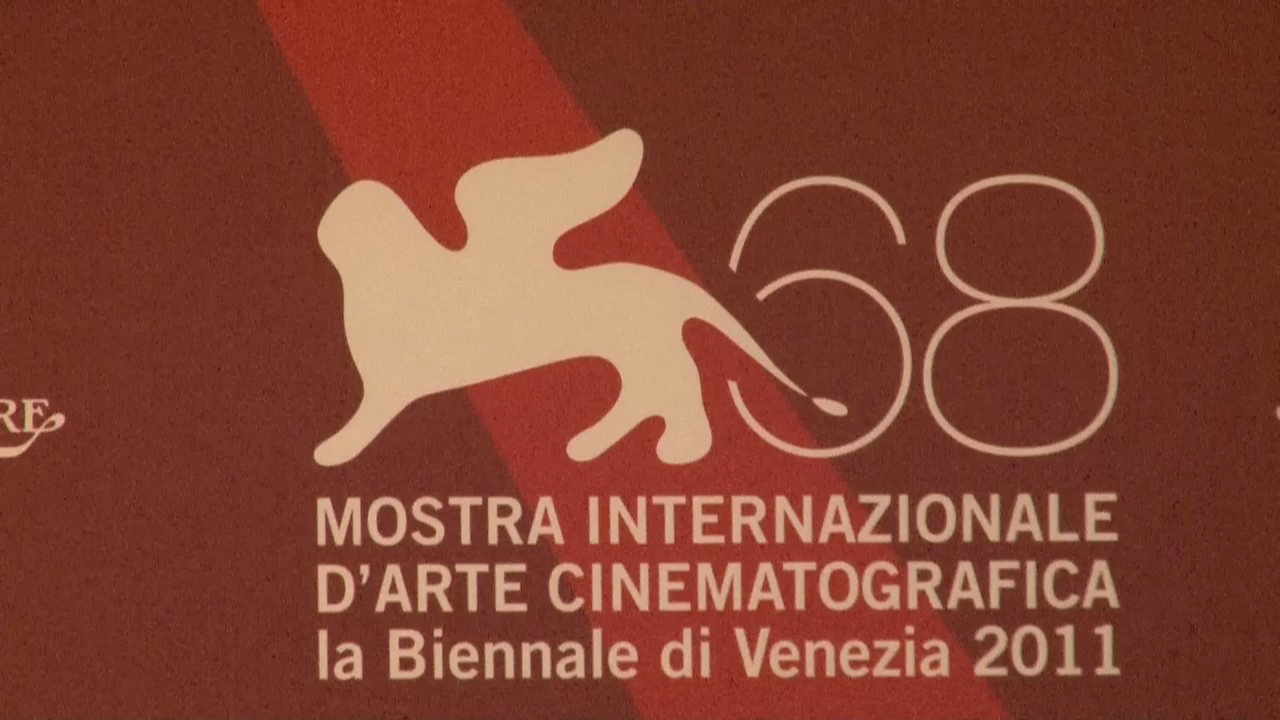 68
MOSTRA INTERNAZIONALE
D'ARTE CINEMATOGRAFICA
la Biennale di Venezia 2011